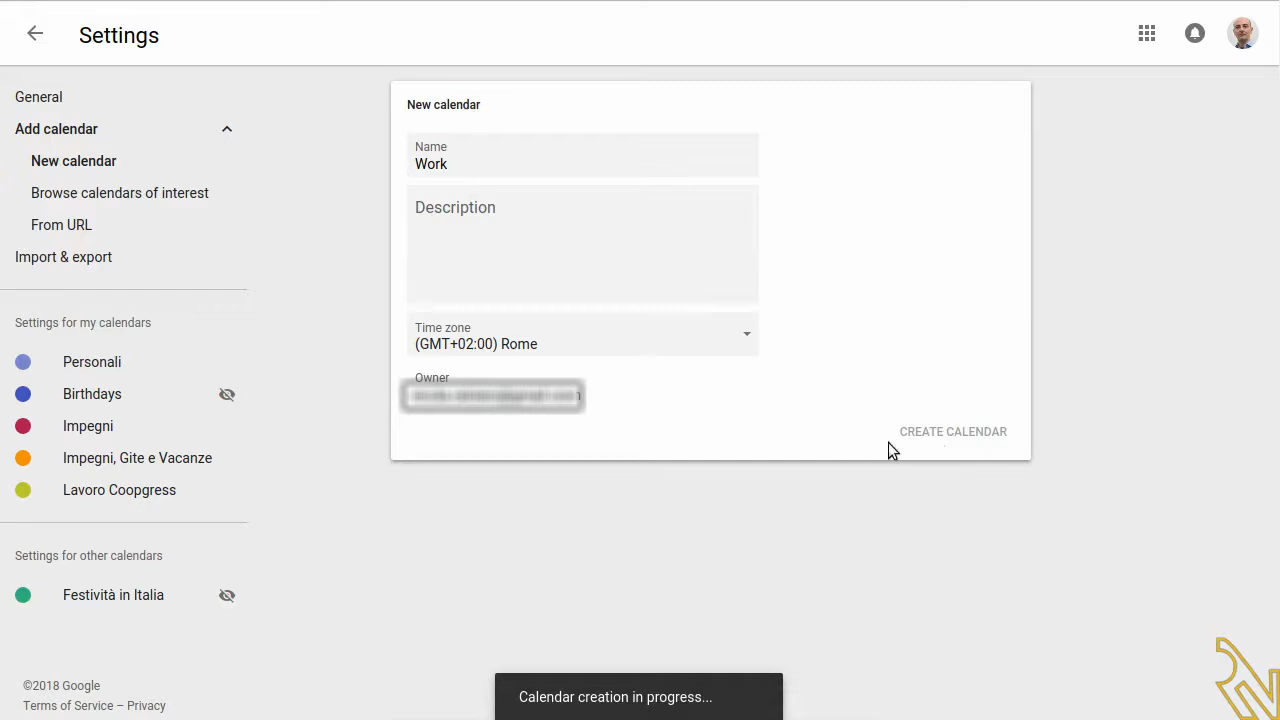 Settings
General
Add calendar
New calendar
Browse calendars of interest
From URL
Import & export
Settings for my calendars
Personali
Birthdays
Impegni
Impegni, Gite e Vacanze
Lavoro Coopgress
Settings for other calendars
Festività in Italia
©2018 Google
Terms of Service – Privacy
New calendar
Name
Work
Description
Time zone
(GMT+02:00) Rome
Owner
CREATE CALENDAR
Calendar creation in progress...